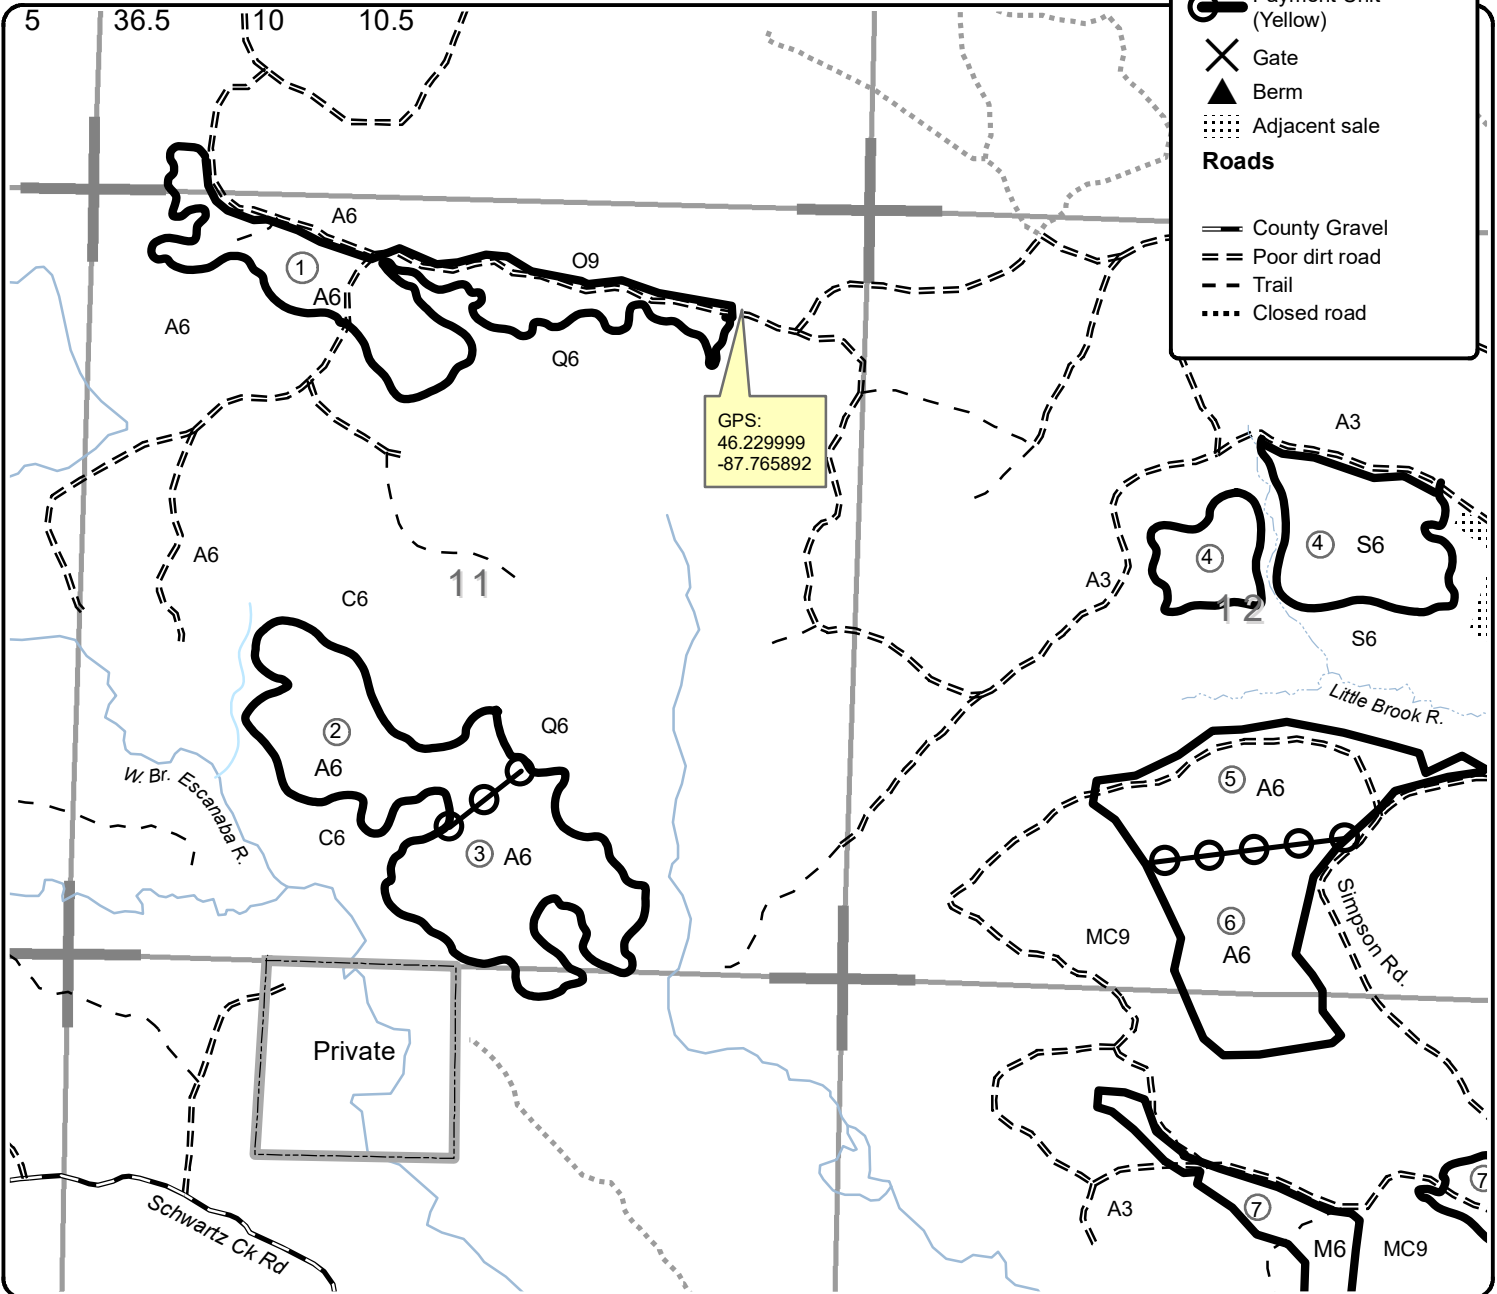 5 36.5 10 10.5
Payment Unit
(Yellow)
Gate
Berm
Adjacent sale
Roads
County Gravel
Poor dirt road
Trail
Closed road
A6
O9
1
A6
A6
Q6
GPS:
46.229999
-87.765892
A3
4
4 S6
A6
A3
11
12
C6
S6
Little Brook R.
2
A6
Q6
W. Br. Escanaba R.
C6
3 A6
5 A6
6
A6
MC9
Simpson Rd.
Private
Schwartz Ck Rd
A3
7
7
M6
MC9